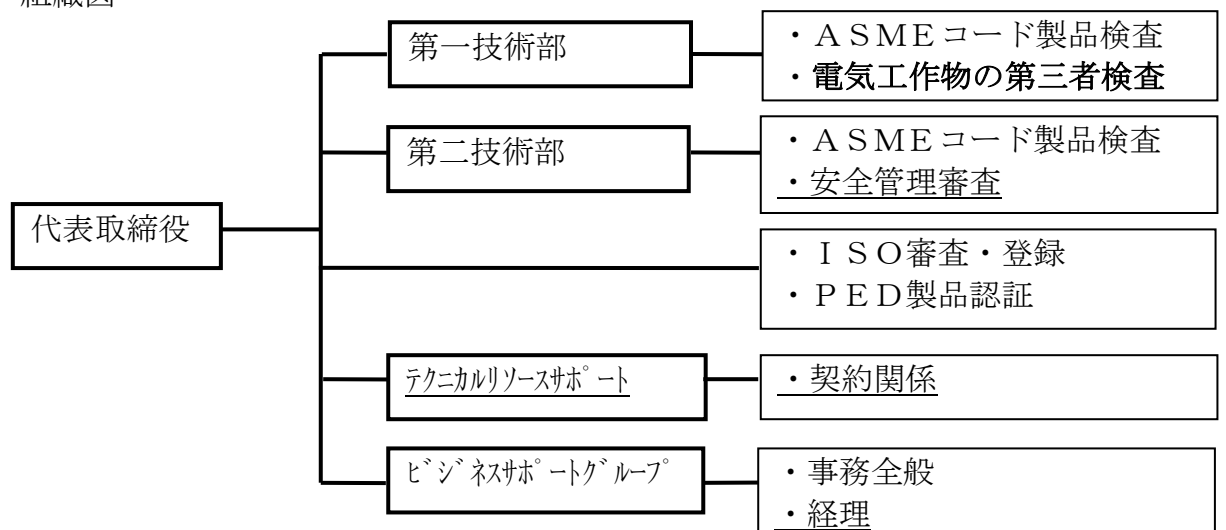 組織図
第一技術部
・ＡＳＭＥコード製品検査
・電気工作物の第三者検査
第二技術部
・ＡＳＭＥコード製品検査
・安全管理審査
代表取締役
・ＩＳＯ審査・登録
・ＰＥＤ製品認証
ﾃｸﾆｶﾙﾘｿｰｽｻﾎﾟｰﾄ
・契約関係
ﾋﾞｼﾞﾈｽｻﾎﾟｰﾄｸﾞﾙｰﾌﾟ
・事務全般
・経理